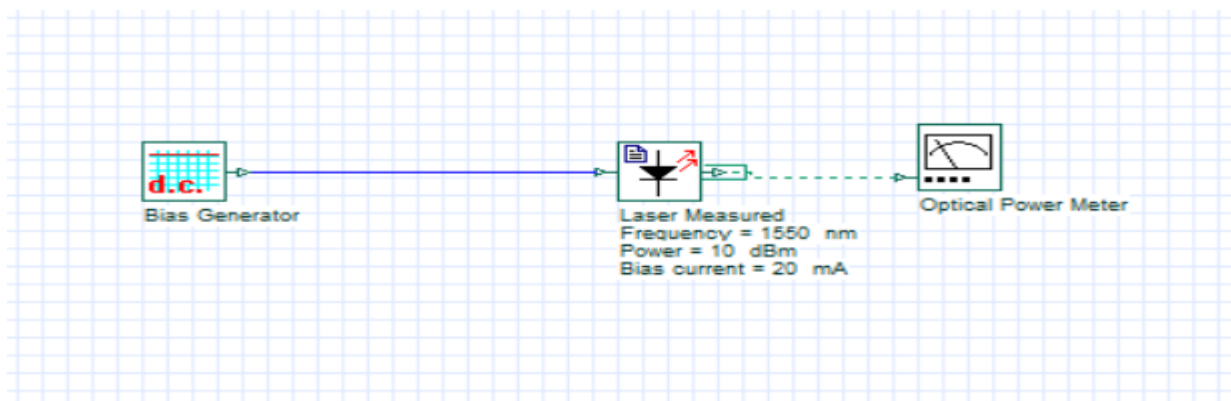 d.c.
Bias Generator
Laser Measured
Frequency = 1550 nm
Power = 10 dBm
Bias current = 20 mA
Optical Power Meter